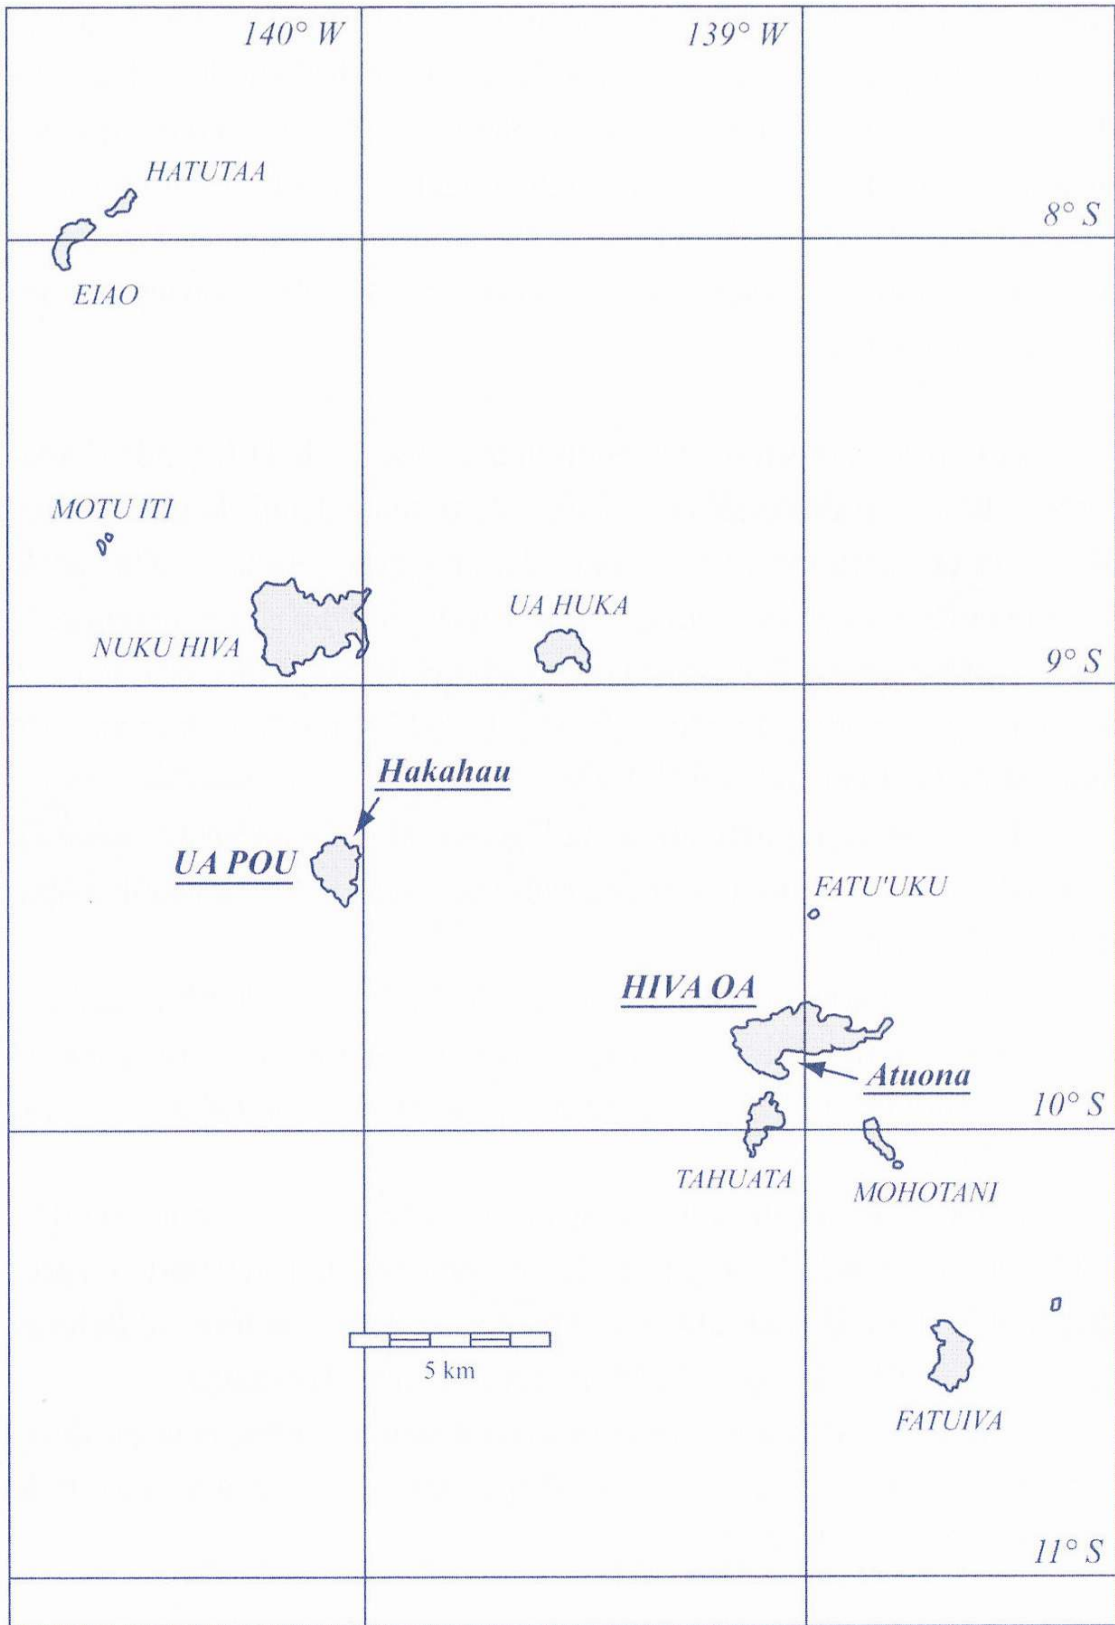 140° W
139° W
HATUTAA
8° S
EIAO
MOTU ITI
UA HUKA
NUKU HIVA
9° S
Hakahau
UA POU
FATU'UKU
HIVA OA
Atuona
10° S
TAHUATA
MOHOTANI
5 km
FATUIVA
11° S